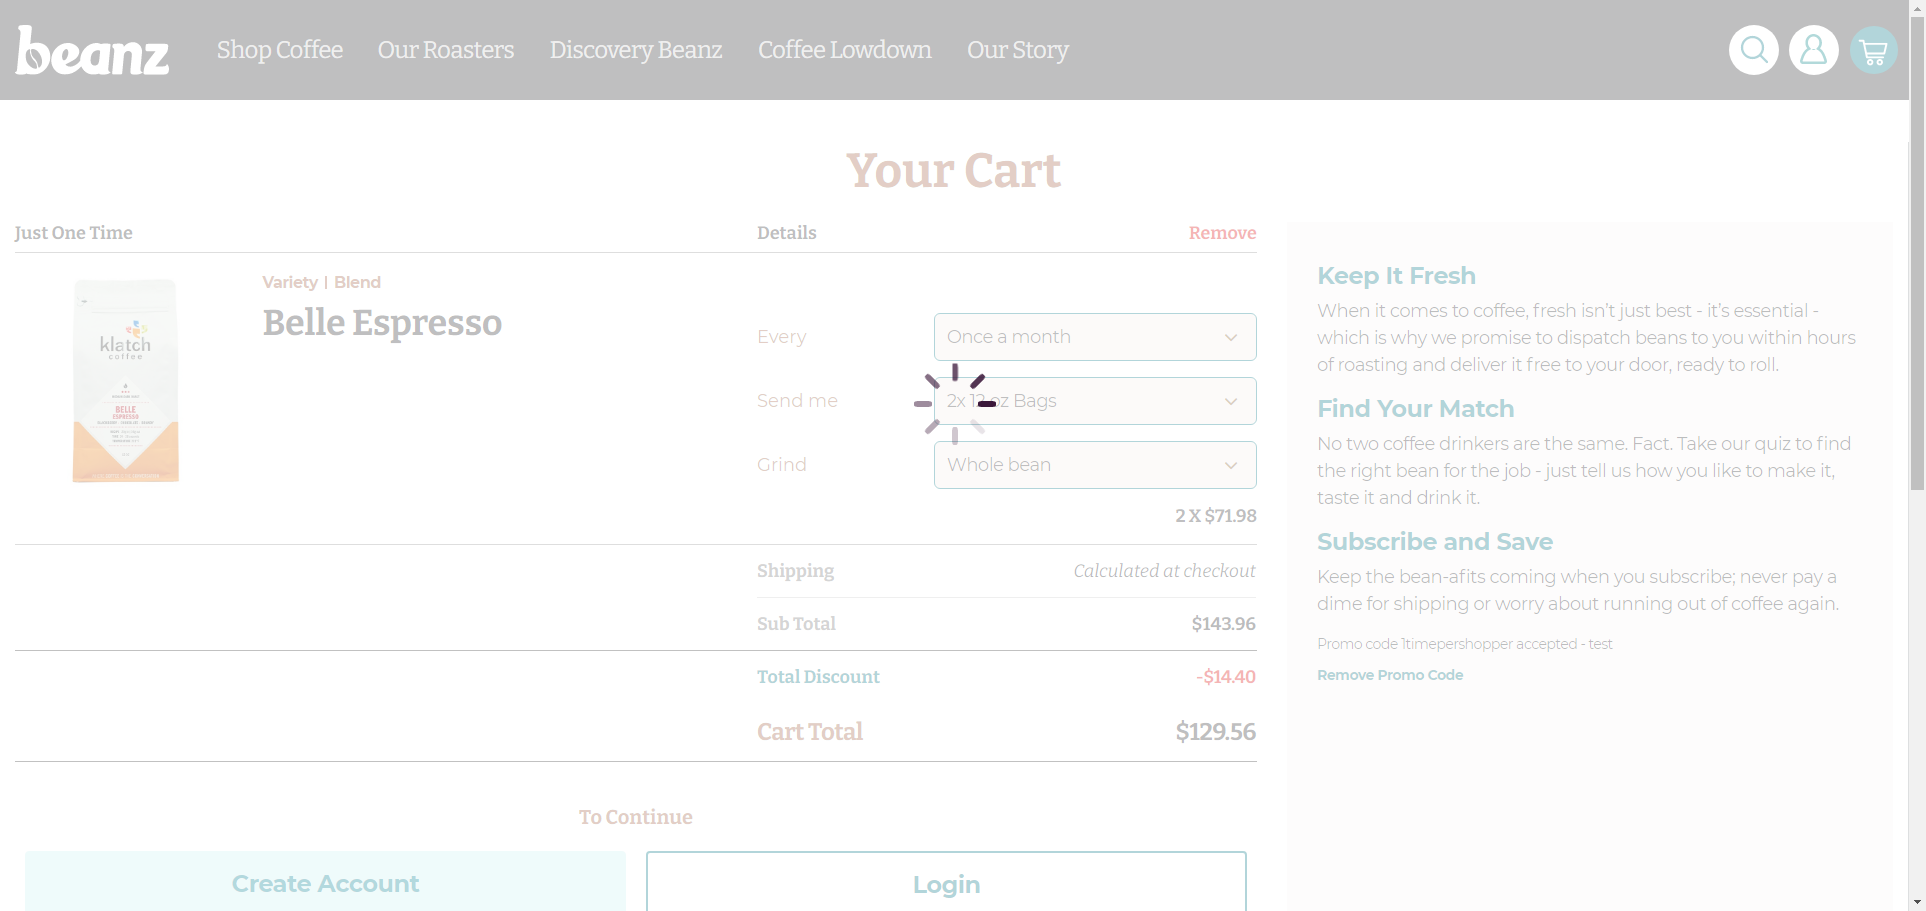 beanz
Shop Coffee
Our Roasters
Discovery Beanz
Coffee Lowdown
Our Story
Your Cart
Just One Time
Details
Remove
klatch
coffee
BELLE
ESPRESSO
Variety | Blend
Belle Espresso
Every
Once a month
Send me
2x 12 oz Bags
Grind
Whole bean
2 X $71.98
Shipping
Calculated at checkout
Sub Total
$143.96
Total Discount
-$14.40
Cart Total
$129.56
To Continue
Create Account
Login
Keep It Fresh
When it comes to coffee, fresh isn't just best - it's essential -
which is why we promise to dispatch beans to you within hours
of roasting and deliver it free to your door, ready to roll.
Find Your Match
No two coffee drinkers are the same. Fact. Take our quiz to find
the right bean for the job - just tell us how you like to make it,
taste it and drink it.
Subscribe and Save
Keep the bean-afits coming when you subscribe; never pay a
dime for shipping or worry about running out of coffee again.
Promo code 1timepershopper accepted - test
Remove Promo Code